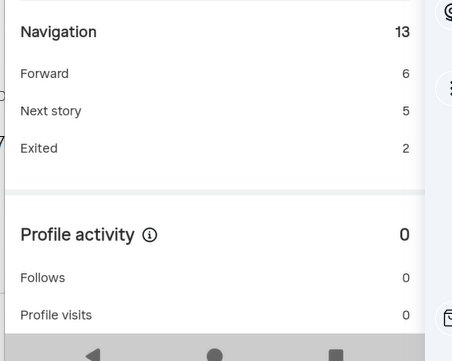 Navigation 13
Forward 6
Next story 5
Exited 2
Profile activity 0
Follows 0
Profile visits 0